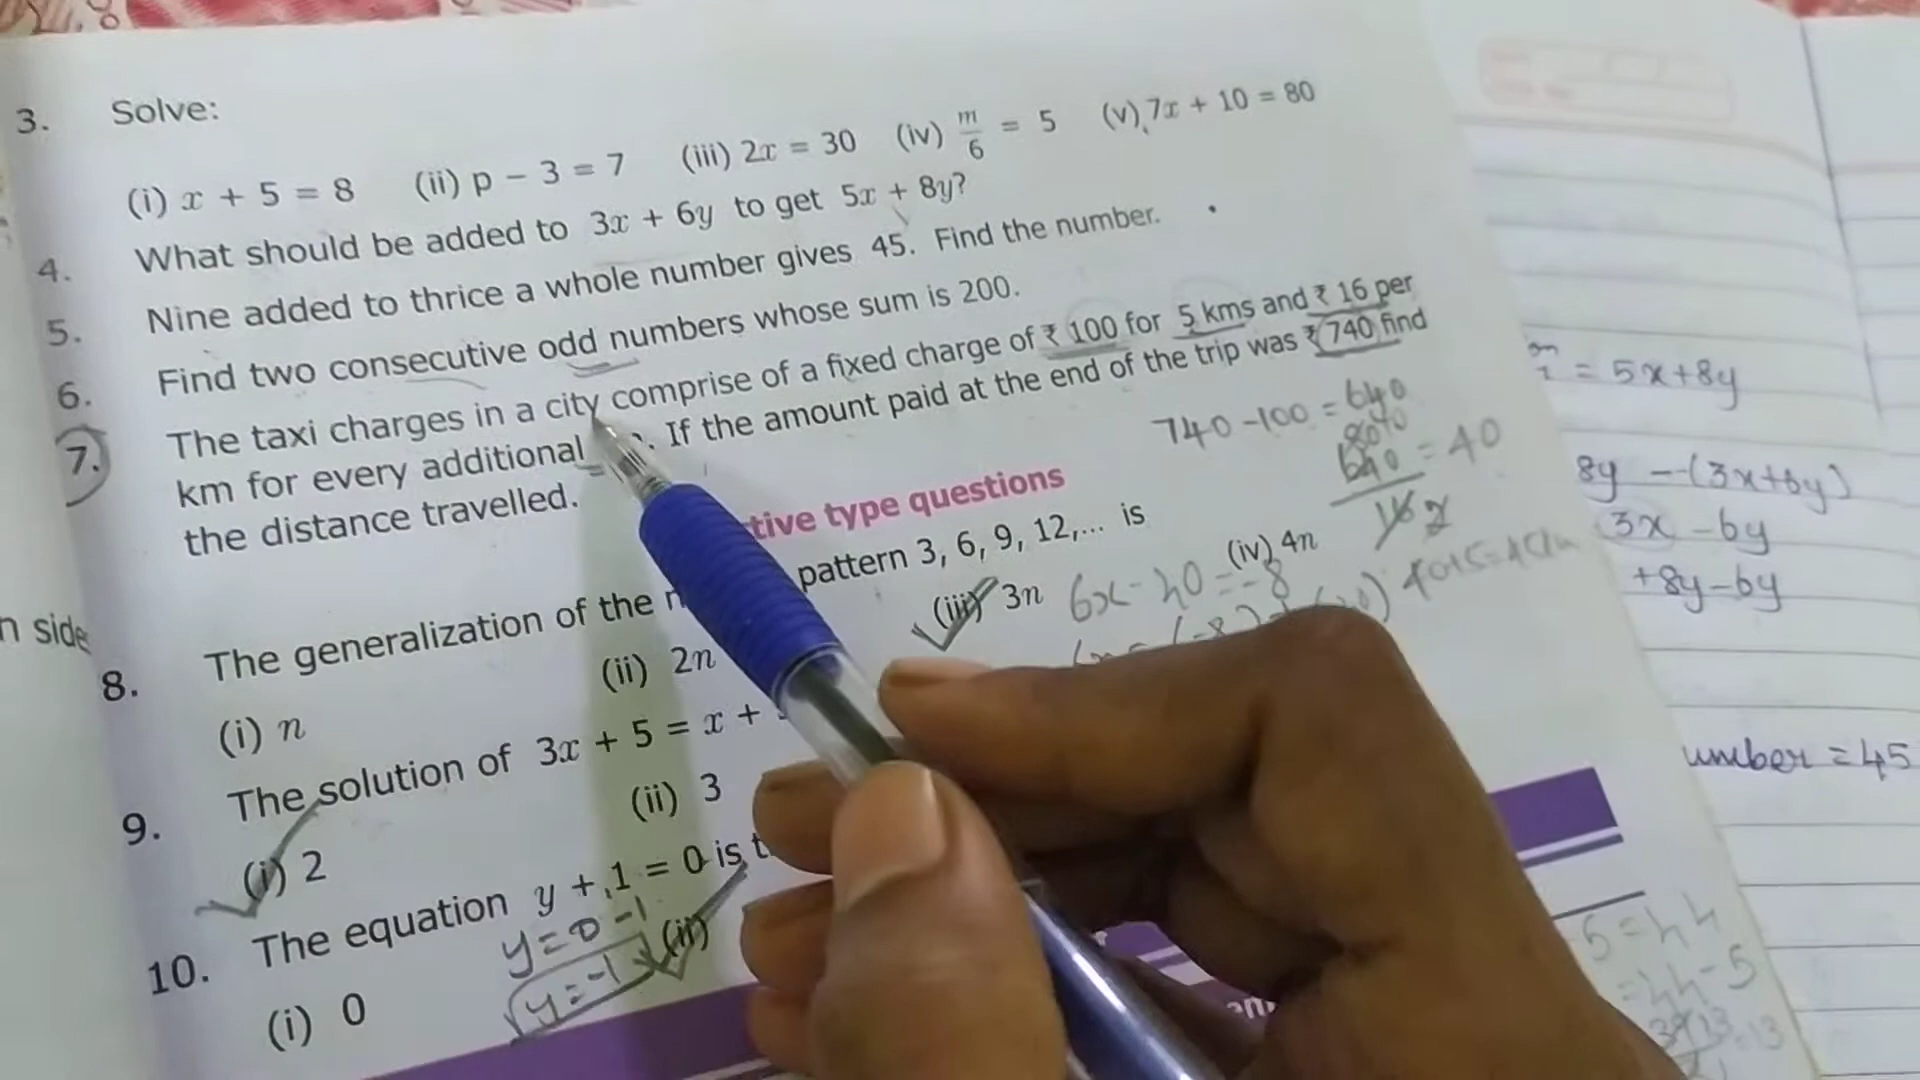 3. Solve:
(i) x + 5 = 8 (ii) p − 3 = 7 (iii) 2x = 30 (iv) m/6 = 5 (v) 7x + 10 = 80
4. What should be added to 3x + 6y to get 5x + 8y?
5. Nine added to thrice a whole number gives 45. Find the number.
6. Find two consecutive odd numbers whose sum is 200.
7. The taxi charges in a city comprise of a fixed charge of ₹ 100 for 5 kms and ₹ 16 per
km for every additional . If the amount paid at the end of the trip was ₹ 740 find
the distance travelled.
740 - 100 = 640
= 40
tive type questions
8. The generalization of the pattern 3, 6, 9, 12,... is
(i) n (ii) 2n (iii) 3n (iv) 4n
6x - 20 = -8
9. The solution of 3x + 5 = x +
(i) 2 (ii) 3
10. The equation y + 1 = 0 is
y = 0 - 1
y = -1
(i) 0 (ii)
n side
= 5x+8y
8y - (3x+6y)
3x - 6y
+8y-6y
umber = 45
= 44 - 5